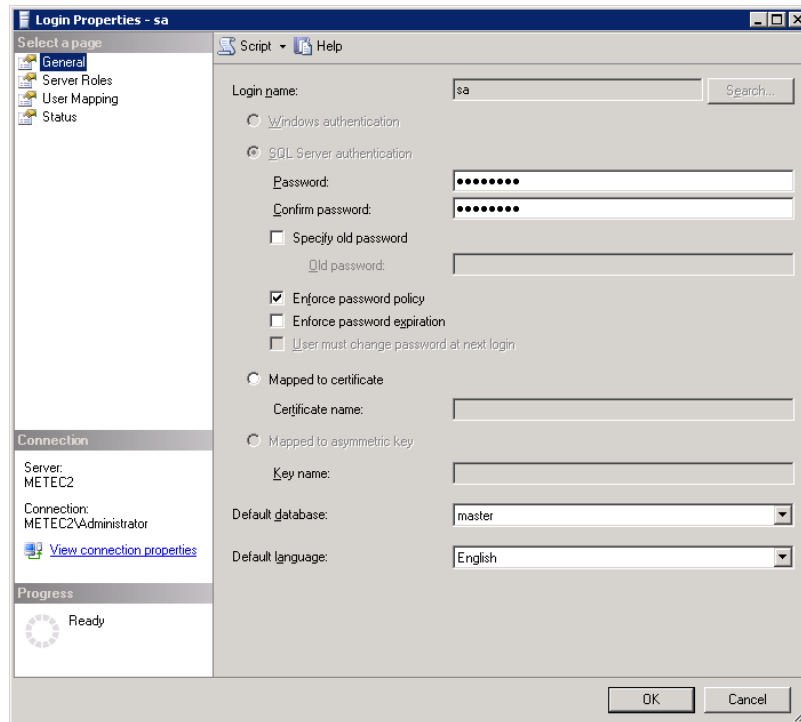 Login Properties - sa
Select a page
General
Server Roles
User Mapping
Status
Script
Help
Login name:
sa
Search...
Windows authentication
SQL Server authentication
Password:
●●●●●●●●
Confirm password:
●●●●●●●●
Specify old password
Old password:
Enforce password policy
Enforce password expiration
User must change password at next login
Mapped to certificate
Certificate name:
Mapped to asymmetric key
Key name:
Default database:
master
Default language:
English
Connection
Server:
METEC2
Connection:
METEC2\Administrator
View connection properties
Progress
Ready
OK
Cancel